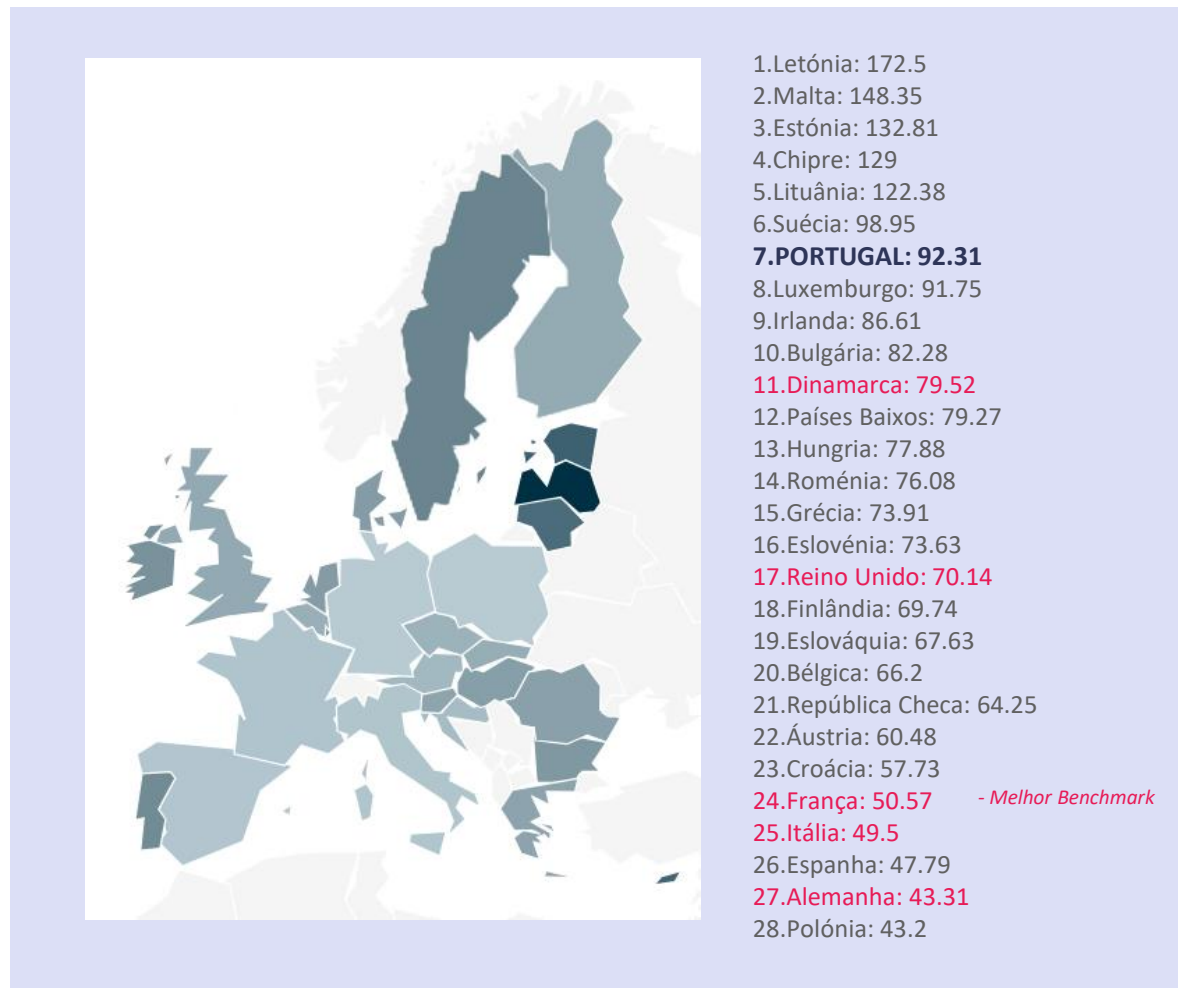 1.Letónia: 172.5
2.Malta: 148.35
3.Estónia: 132.81
4.Chipre: 129
5.Lituânia: 122.38
6.Suécia: 98.95
7.PORTUGAL: 92.31
8.Luxemburgo: 91.75
9.Irlanda: 86.61
10.Bulgária: 82.28
11.Dinamarca: 79.52
12.Países Baixos: 79.27
13.Hungria: 77.88
14.Roménia: 76.08
15.Grécia: 73.91
16.Eslovénia: 73.63
17.Reino Unido: 70.14
18.Finlândia: 69.74
19.Eslováquia: 67.63
20.Bélgica: 66.2
21.República Checa: 64.25
22.Áustria: 60.48
23.Croácia: 57.73
24.França: 50.57 - Melhor Benchmark
25.Itália: 49.5
26.Espanha: 47.79
27.Alemanha: 43.31
28.Polónia: 43.2